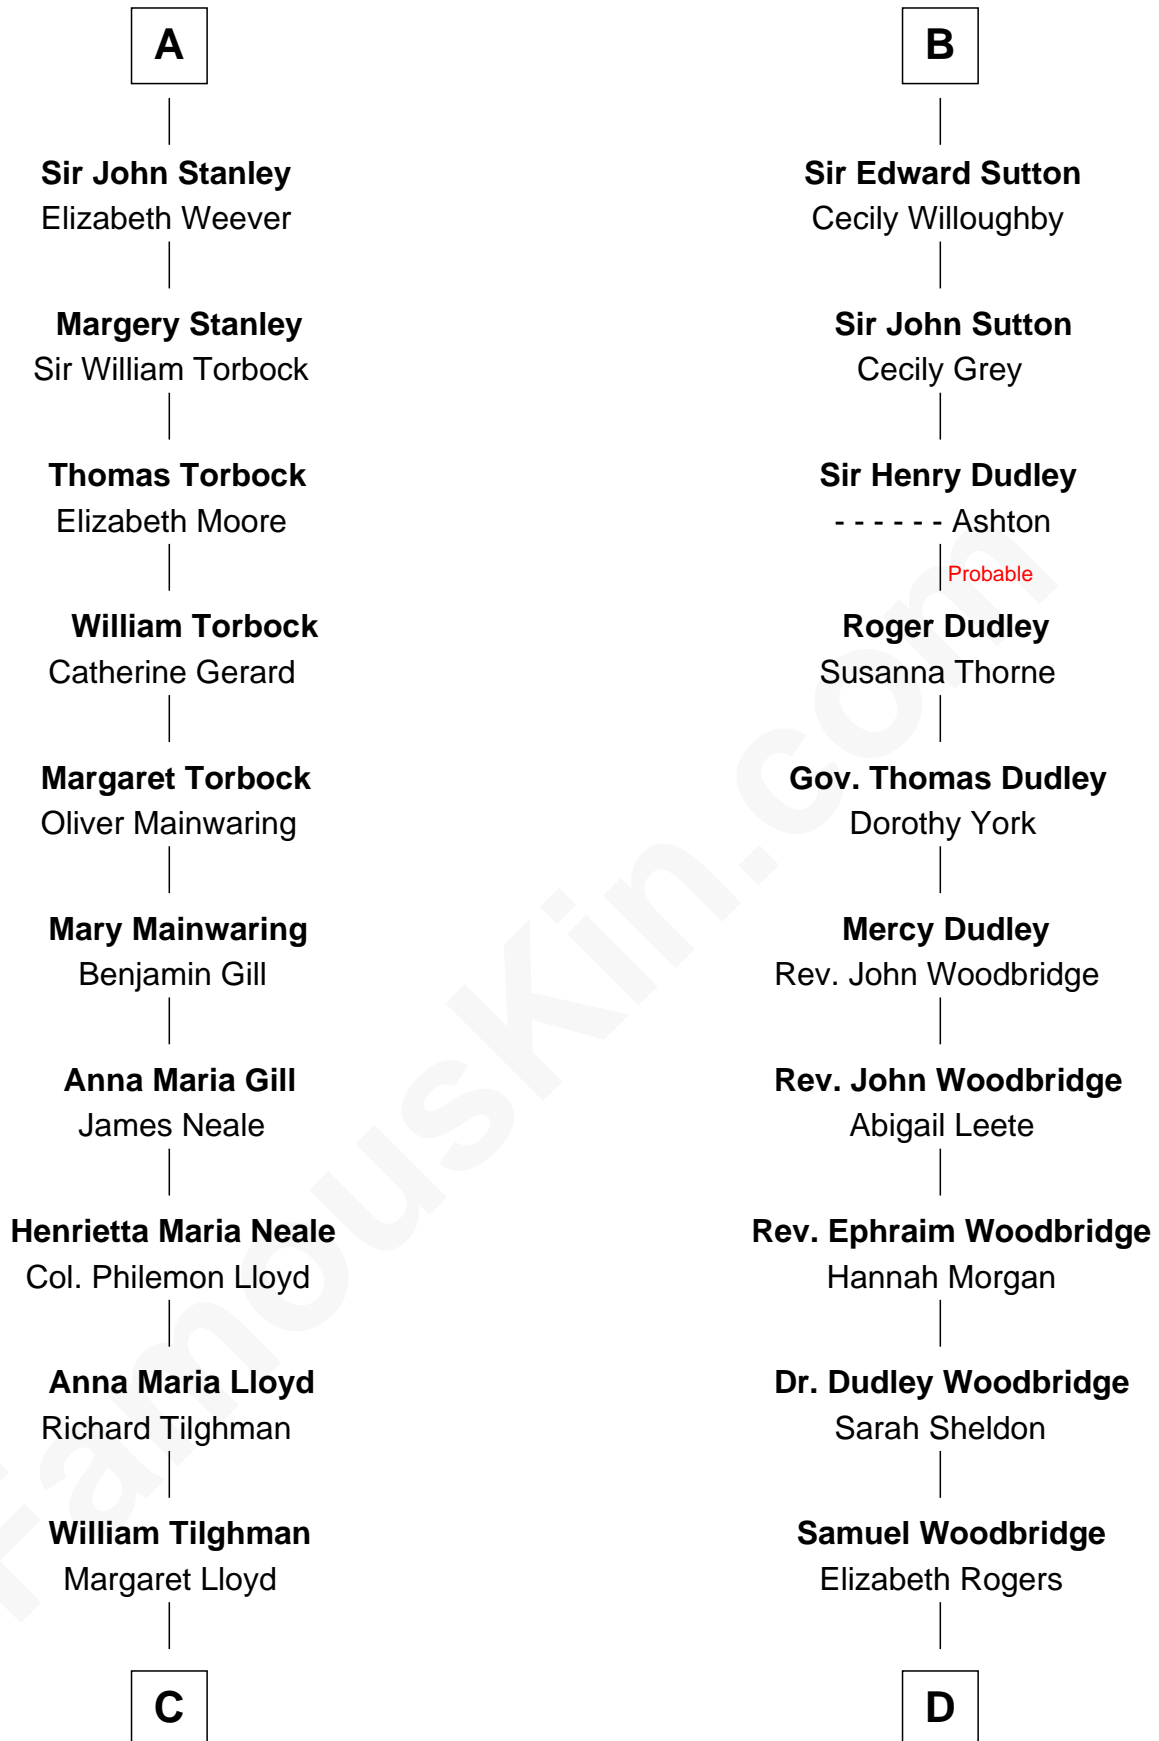 A
Sir John Stanley
Elizabeth Weever
Margery Stanley
Sir William Torbock
Thomas Torbock
Elizabeth Moore
William Torbock
Catherine Gerard
Margaret Torbock
Oliver Mainwaring
Mary Mainwaring
Benjamin Gill
Anna Maria Gill
James Neale
Henrietta Maria Neale
Col. Philemon Lloyd
Anna Maria Lloyd
Richard Tilghman
William Tilghman
Margaret Lloyd
C
B
Sir Edward Sutton
Cecily Willoughby
Sir John Sutton
Cecily Grey
Sir Henry Dudley
- - - - - - Ashton
Probable
Roger Dudley
Susanna Thorne
Gov. Thomas Dudley
Dorothy York
Mercy Dudley
Rev. John Woodbridge
Rev. John Woodbridge
Abigail Leete
Rev. Ephraim Woodbridge
Hannah Morgan
Dr. Dudley Woodbridge
Sarah Sheldon
Samuel Woodbridge
Elizabeth Rogers
D
FamousKin.com